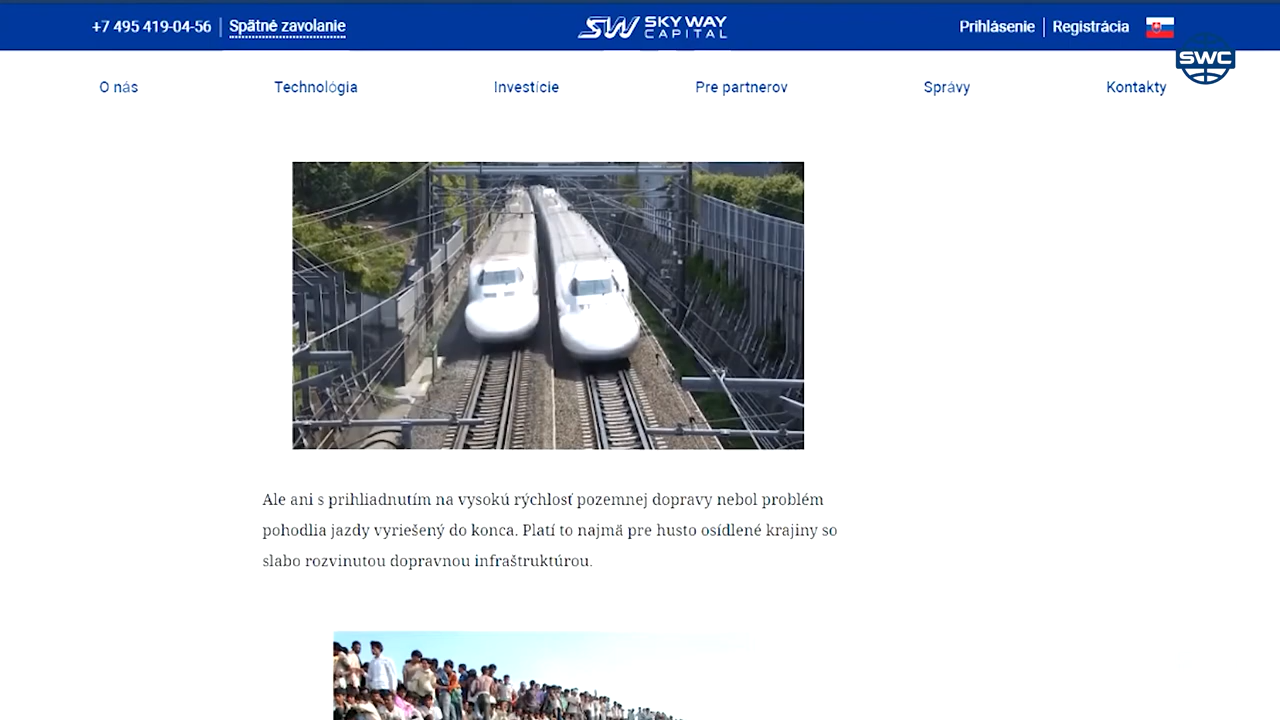 +7 495 419-04-56 | Spätné zavolanie
SW SKY WAY CAPITAL
Prihlásenie | Registrácia
SWC
O nás Technológia Investície Pre partnerov Správy Kontakty
Ale ani s prihliadnutím na vysokú rýchlosť pozemnej dopravy nebol problém
pohodlia jazdy vyriešený do konca. Platí to najmä pre husto osídlené krajiny so
slabo rozvinutou dopravnou infraštruktúrou.